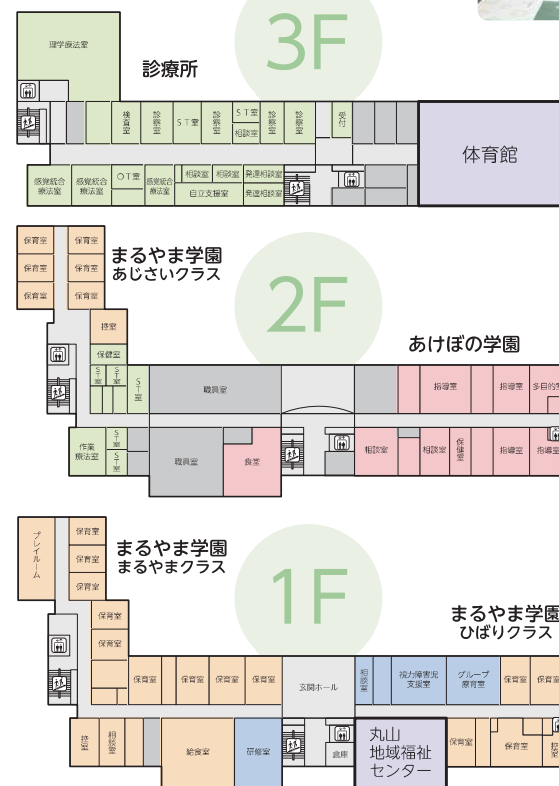 3F
理学療法室
診療所
検査室
診察室
ST室
診察室
ST室
相談室
診察室
診察室
受付
体育館
感覚統合
療法室
感覚統合
療法室
OT室
感覚統合
療法室
相談室
相談室
発達相談室
自立支援室
発達相談室
2F
保育室
保育室
保育室
保育室
保育室
保育室
まるやま学園
あじさいクラス
控室
保健室
ST室
ST室
ST室
職員室
あけぼの学園
指導室
指導室
多目的室
作業
療法室
ST室
ST室
職員室
食堂
相談室
相談室
保健室
指導室
指導室
1F
プレイルーム
保育室
保育室
保育室
まるやま学園
まるやまクラス
保育室
保育室
まるやま学園
ひばりクラス
保育室
保育室
保育室
保育室
玄関ホール
相談室
視力障害児
支援室
グループ
療育室
保育室
保育室
控室
相談室
給食室
研修室
倉庫
丸山
地域福祉
センター
保育室
保育室
控室